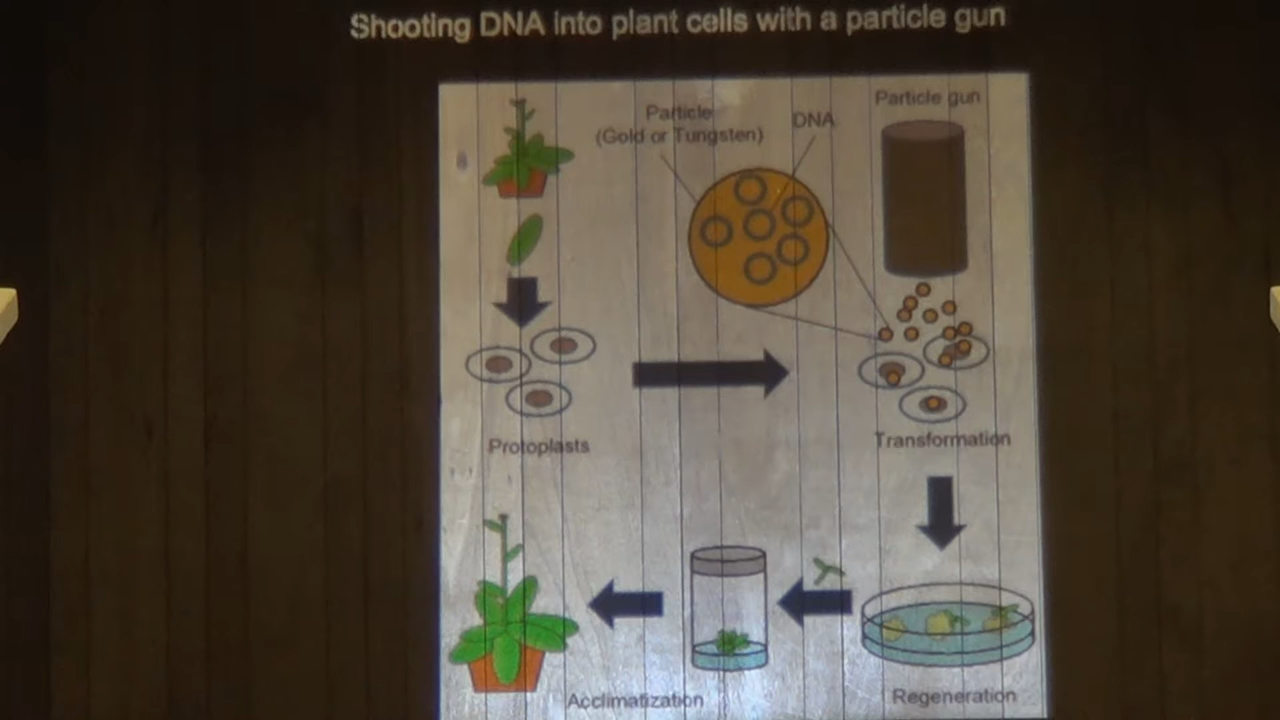 Shooting DNA into plant cells with a particle gun
Particle
(Gold or Tungsten)
DNA
Particle gun
Protoplasts
Transformation
Acclimatization
Regeneration